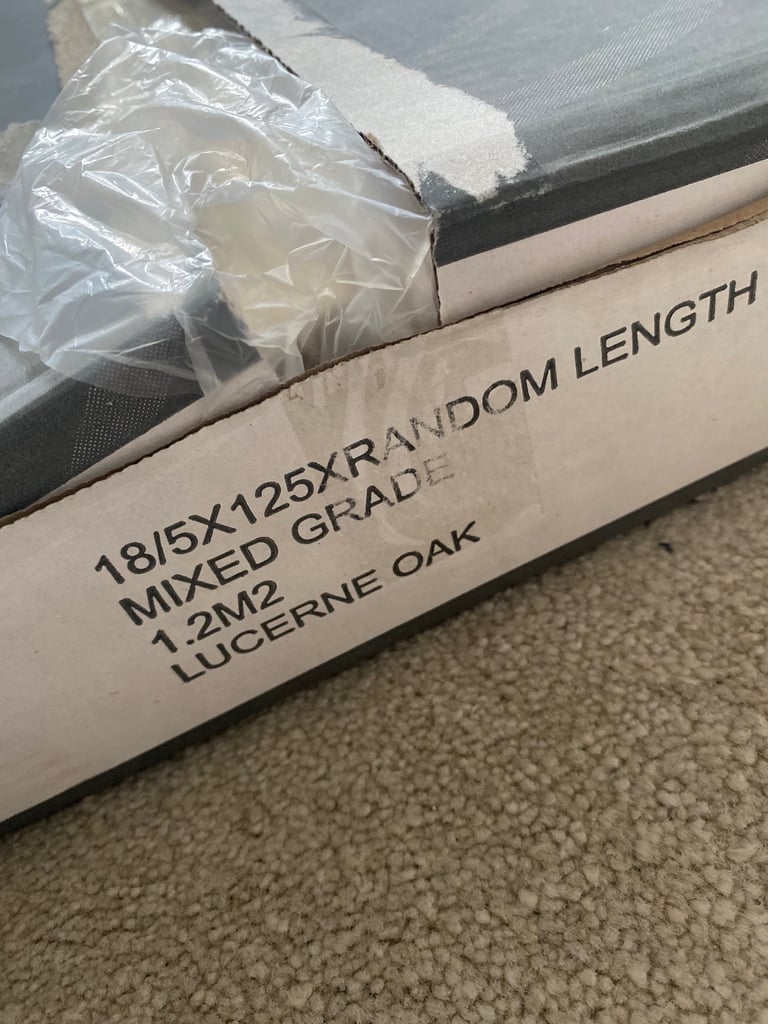 18/5X125XRANDOM LENGTH
MIXED GRADE
1.2M2
LUCERNE OAK